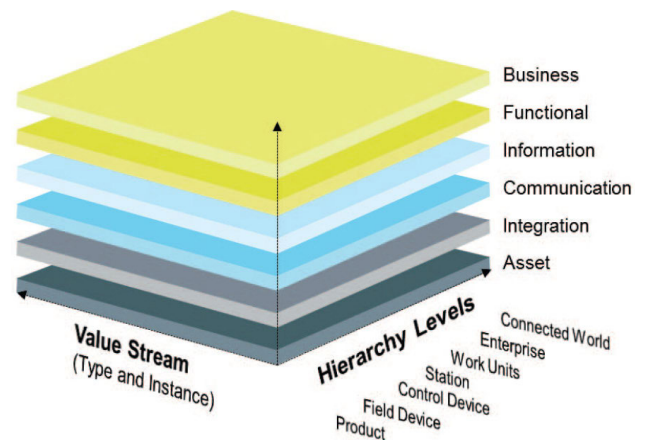 Business
Functional
Information
Communication
Integration
Asset
Value Stream
(Type and Instance)
Hierarchy Levels
Connected World
Enterprise
Work Units
Station
Control Device
Field Device
Product